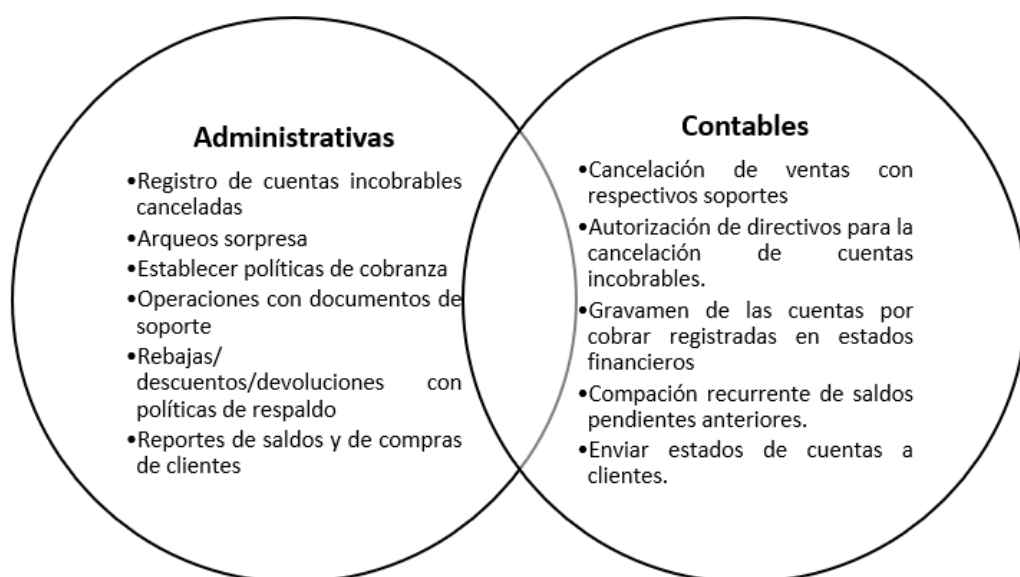 Administrativas
•Registro de cuentas incobrables
canceladas
•Arqueos sorpresa
•Establecer políticas de cobranza
•Operaciones con documentos de
soporte
•Rebajas/
descuentos/devoluciones con
políticas de respaldo
•Reportes de saldos y de compras
de clientes
Contables
•Cancelación de ventas con
respectivos soportes
•Autorización de directivos para la
cancelación de cuentas
incobrables.
•Gravamen de las cuentas por
cobrar registradas en estados
financieros
•Compación recurrente de saldos
pendientes anteriores.
•Enviar estados de cuentas a
clientes.